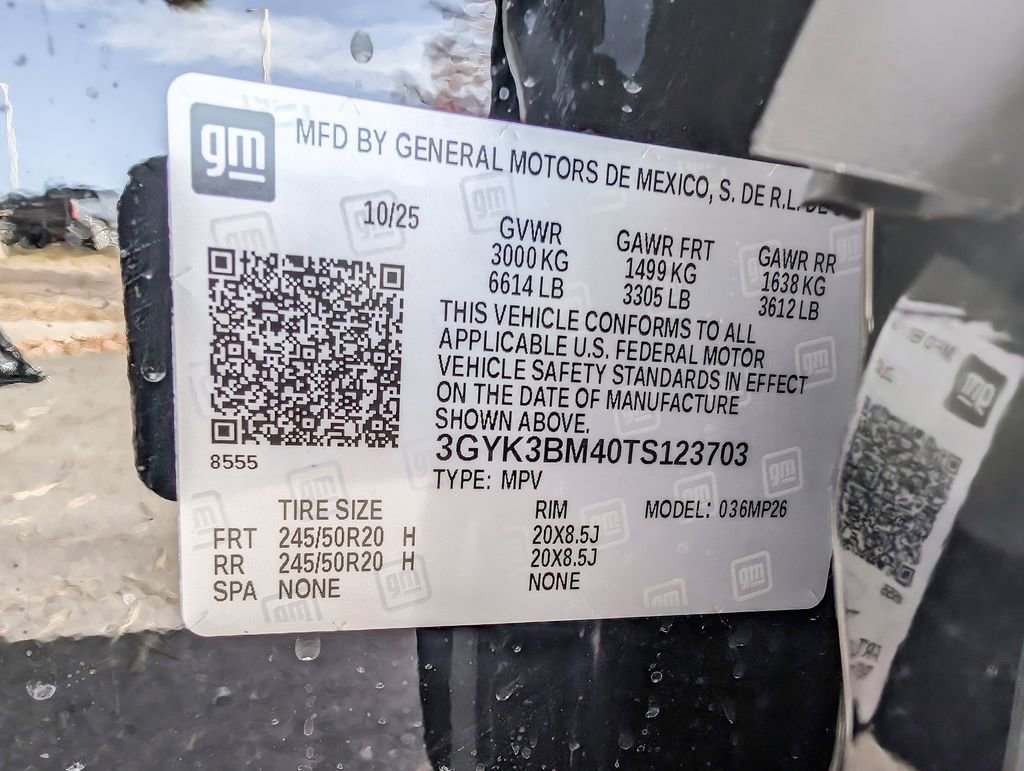 gm
MFD BY GENERAL MOTORS DE MEXICO, S. DE R.L.
10/25
GVWR GAWR FRT GAWR RR
3000 KG 1499 KG 1638 KG
6614 LB 3305 LB 3612 LB
THIS VEHICLE CONFORMS TO ALL
APPLICABLE U.S. FEDERAL MOTOR
VEHICLE SAFETY STANDARDS IN EFFECT
ON THE DATE OF MANUFACTURE
SHOWN ABOVE.
8555
3GYK3BM40TS123703
TYPE: MPV
TIRE SIZE RIM MODEL: 036MP26
FRT 245/50R20 H 20X8.5J
RR 245/50R20 H 20X8.5J
SPA NONE NONE